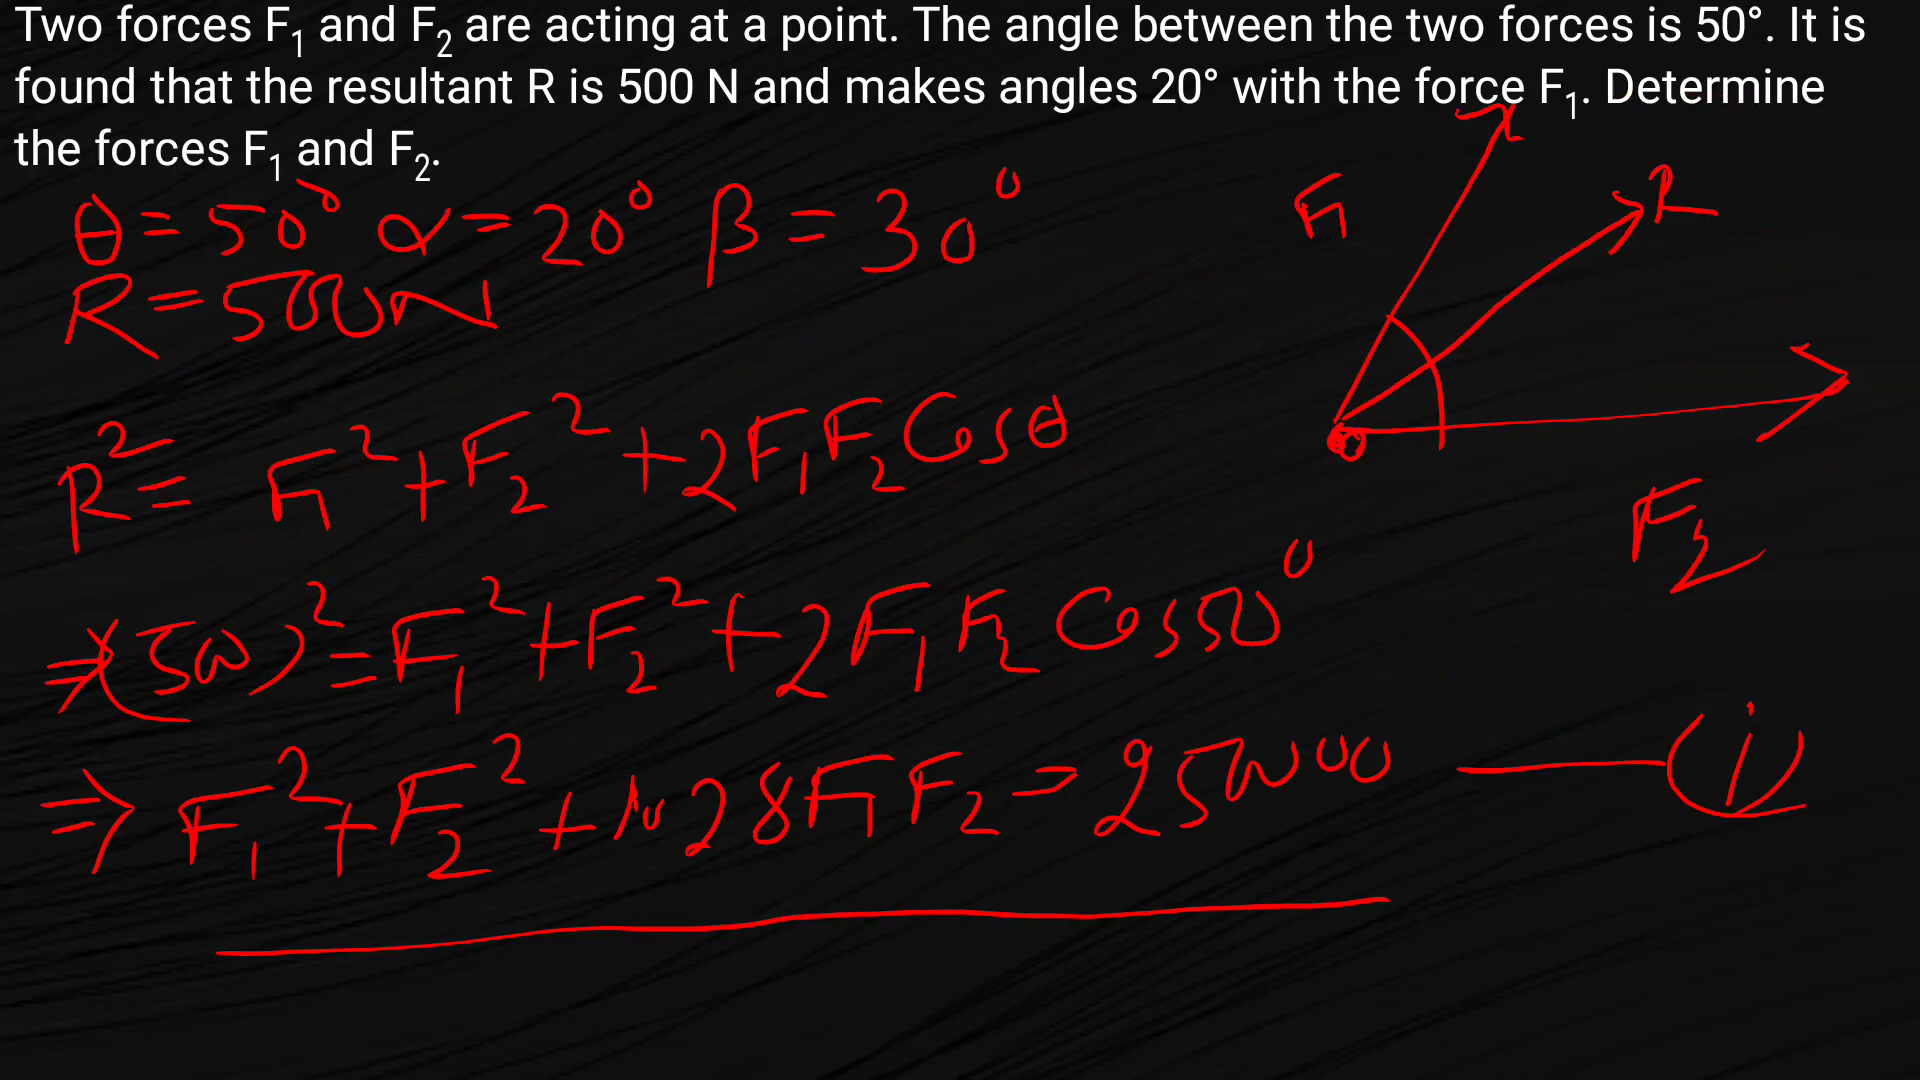 Two forces F₁ and F₂ are acting at a point. The angle between the two forces is 50°. It is
found that the resultant R is 500 N and makes angles 20° with the force F₁. Determine
the forces F₁ and F₂.
θ = 50° α = 20° β = 30°
R = 500N
F₁
R
F₂
R² = F₁² + F₂² + 2F₁F₂ Cosθ
⇒ (500)² = F₁² + F₂² + 2F₁F₂ Cos50°
⇒ F₁² + F₂² + 1.28F₁F₂ = 250000 — (i)